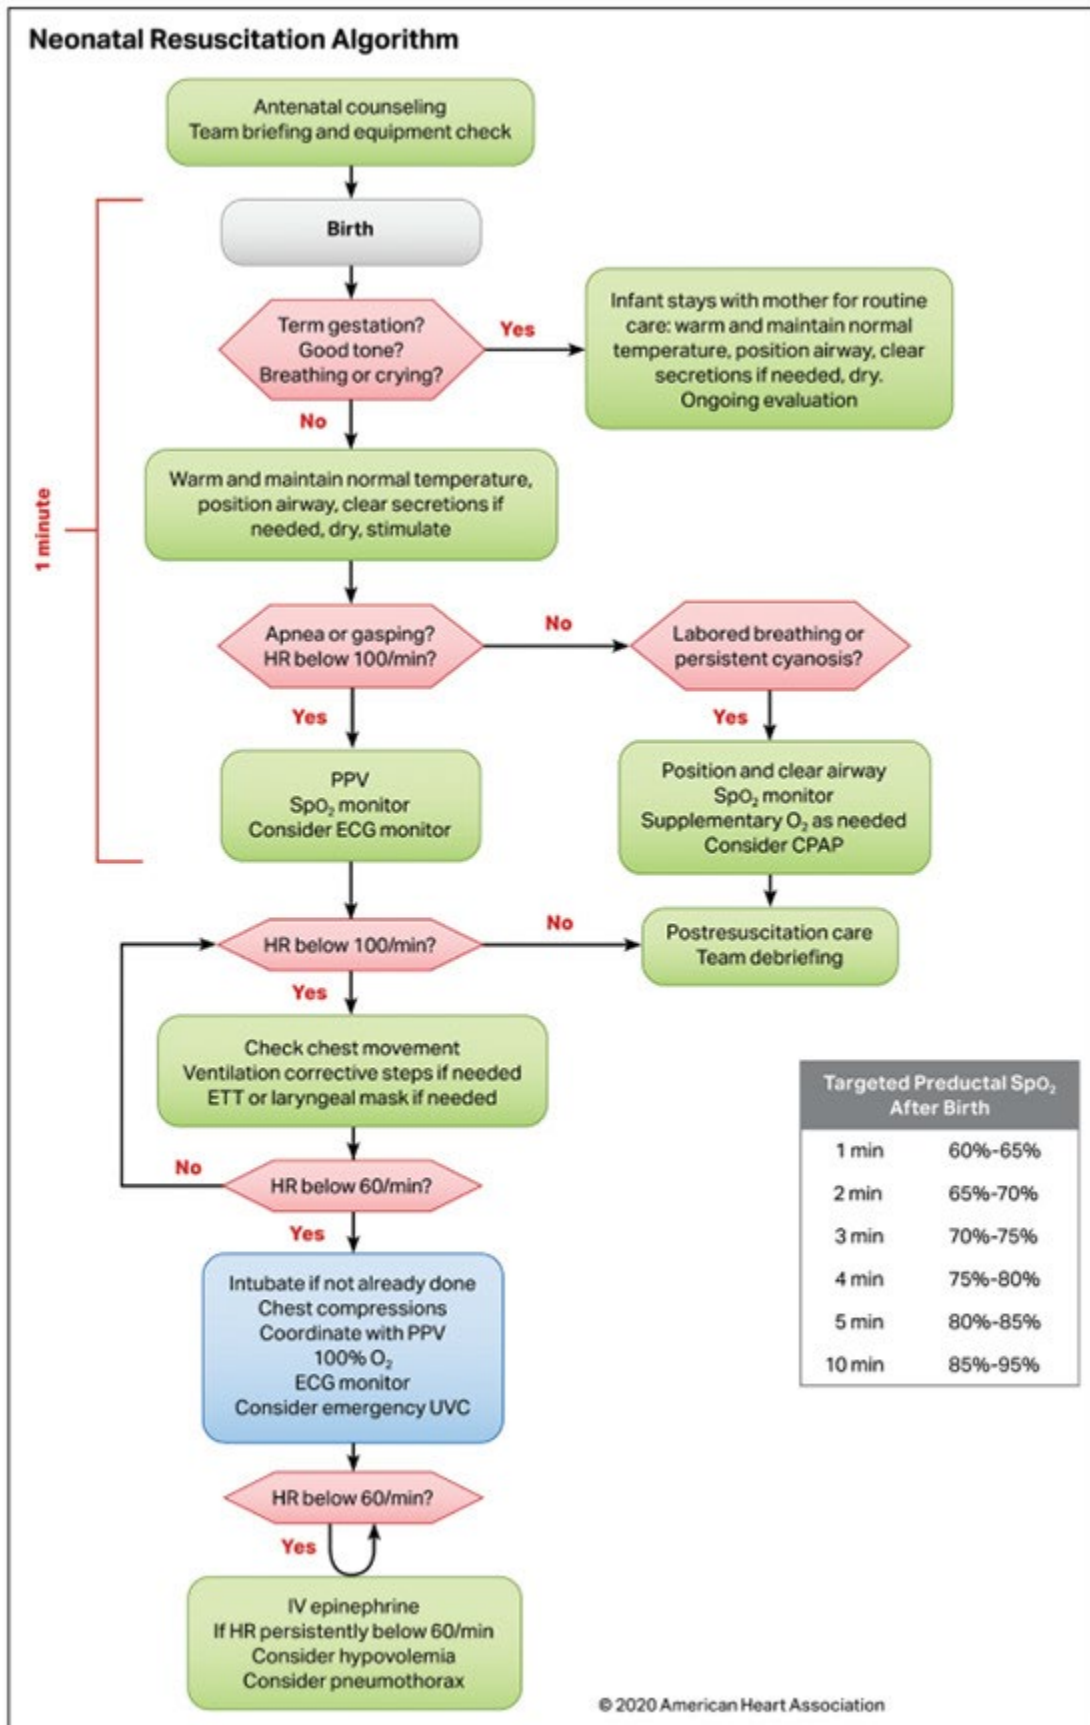 Neonatal Resuscitation Algorithm
Antenatal counseling
Team briefing and equipment check
Birth
Term gestation?
Good tone?
Breathing or crying?
Yes
Infant stays with mother for routine
care: warm and maintain normal
temperature, position airway, clear
secretions if needed, dry.
Ongoing evaluation
No
Warm and maintain normal temperature,
position airway, clear secretions if
needed, dry, stimulate
1 minute
Apnea or gasping?
HR below 100/min?
No
Labored breathing or
persistent cyanosis?
Yes
Yes
PPV
SpO₂ monitor
Consider ECG monitor
Position and clear airway
SpO₂ monitor
Supplementary O₂ as needed
Consider CPAP
HR below 100/min?
No
Postresuscitation care
Team debriefing
Yes
Check chest movement
Ventilation corrective steps if needed
ETT or laryngeal mask if needed
No
HR below 60/min?
Yes
Intubate if not already done
Chest compressions
Coordinate with PPV
100% O₂
ECG monitor
Consider emergency UVC
HR below 60/min?
Yes
IV epinephrine
If HR persistently below 60/min
Consider hypovolemia
Consider pneumothorax
Targeted Preductal SpO₂
After Birth
1 min 60%-65%
2 min 65%-70%
3 min 70%-75%
4 min 75%-80%
5 min 80%-85%
10 min 85%-95%
© 2020 American Heart Association